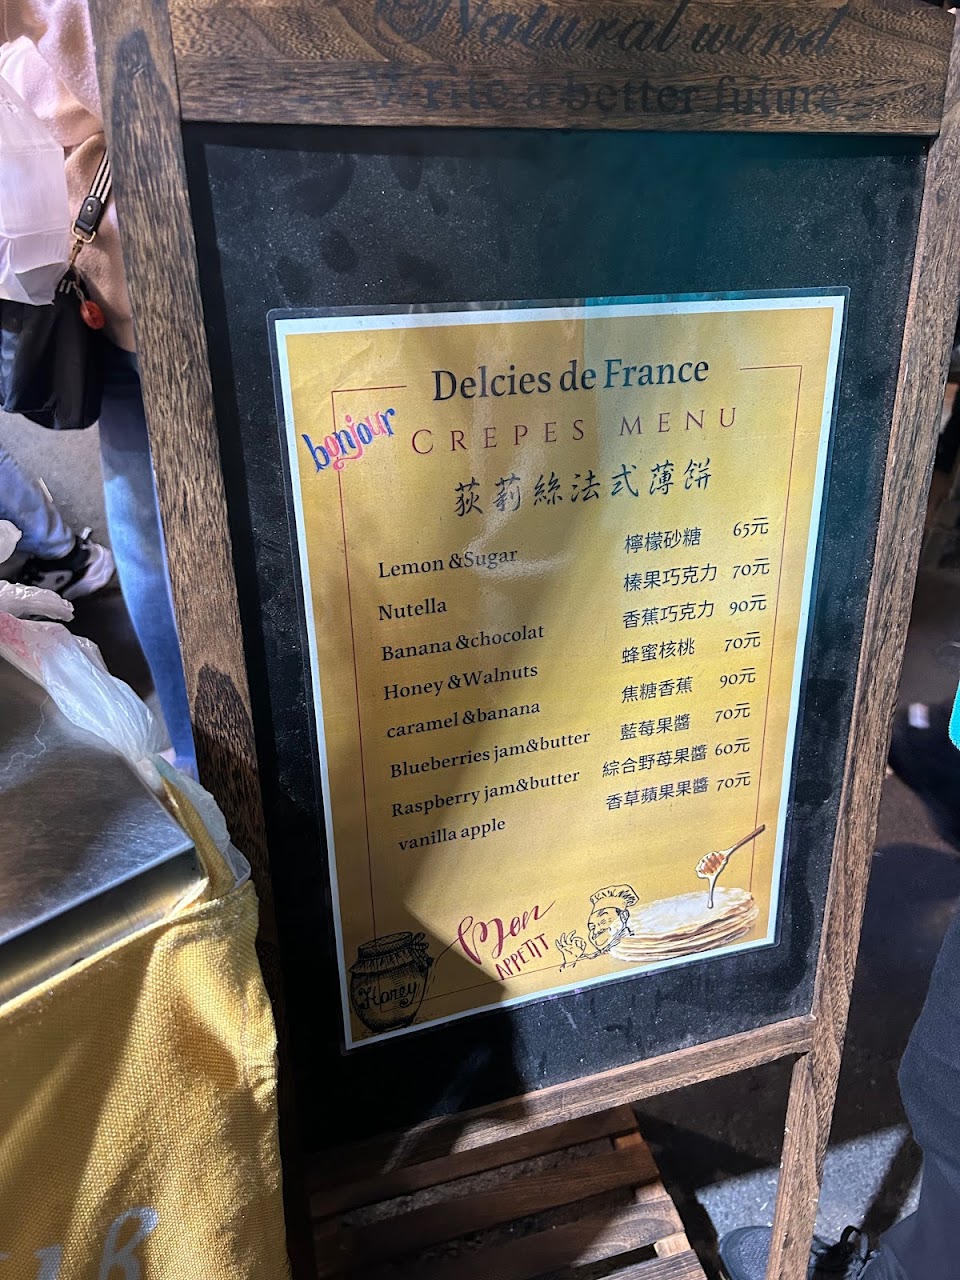 Natural wind
Write a better future
Delcies de France
bonjour
CREPES MENU
荻莉絲法式薄餅
Lemon &Sugar 檸檬砂糖 65元
Nutella 榛果巧克力 70元
Banana &chocolat 香蕉巧克力 90元
Honey &Walnuts 蜂蜜核桃 70元
caramel &banana 焦糖香蕉 90元
Blueberries jam&butter 藍莓果醬 70元
Raspberry jam&butter 綜合野苺果醬 60元
vanilla apple 香草蘋果果醬 70元
Bon
APPETIT
Honey